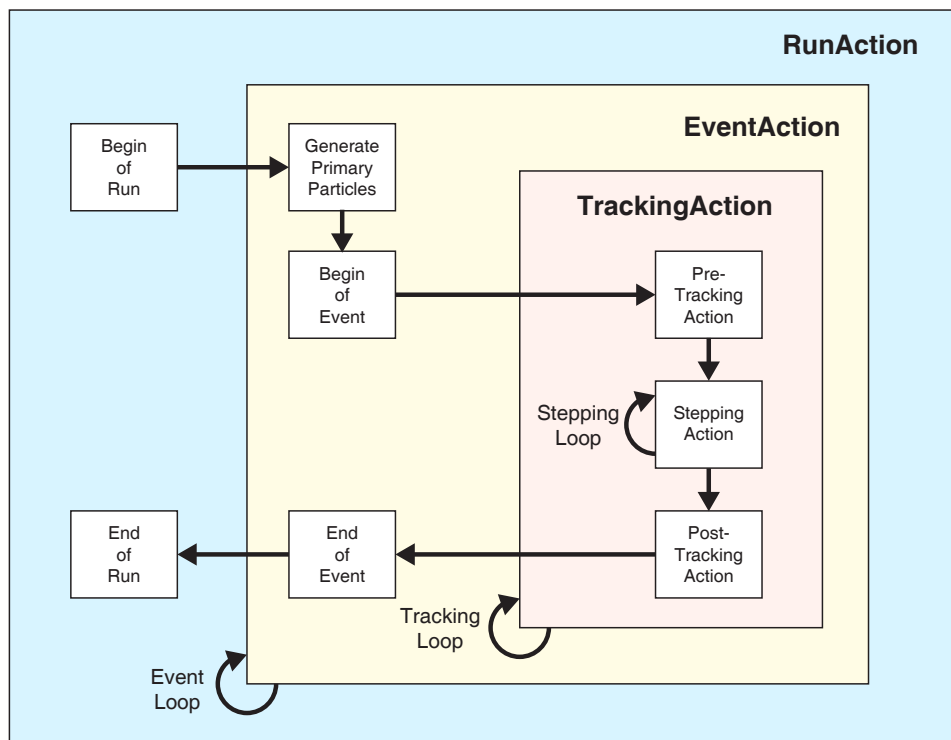 RunAction
EventAction
TrackingAction
Begin
of
Run
Generate
Primary
Particles
Begin
of
Event
Pre-
Tracking
Action
Stepping
Loop
Stepping
Action
End
of
Run
End
of
Event
Post-
Tracking
Action
Tracking
Loop
Event
Loop